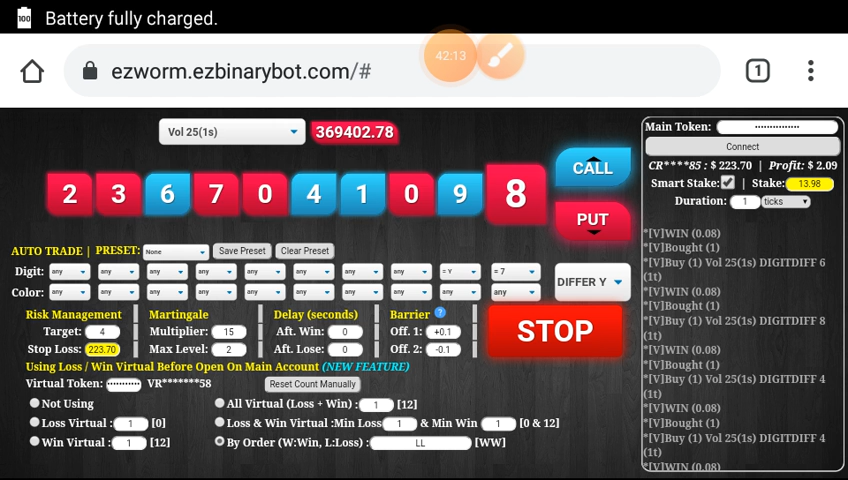 100 Battery fully charged.
42:13
ezworm.ezbinarybot.com/# 1
Vol 25(1s) 369402.78
2 3 6 7 0 4 1 0 9 8
CALL
PUT
AUTO TRADE | PRESET: None Save Preset Clear Preset
Digit: any any any any any any any any = Y = 7
Color: any any any any any any any any any any
DIFFER Y
Risk Management Martingale Delay (seconds) Barrier ?
Target: 4 Multiplier: 15 Aft. Win: 0 Off. 1: +0.1
Stop Loss: 223.70 Max Level: 2 Aft. Lose: 0 Off. 2: -0.1
STOP
Using Loss / Win Virtual Before Open On Main Account (NEW FEATURE)
Virtual Token: •••••••••••• VR*******58 Reset Count Manually
Not Using All Virtual (Loss + Win) : 1 [12]
Loss Virtual : 1 [0] Loss & Win Virtual :Min Loss 1 & Min Win 1 [0 & 12]
Win Virtual : 1 [12] By Order (W:Win, L:Loss) : LL [WW]
Main Token: •••••••••••••••
Connect
CR****85 : $ 223.70 | Profit: $ 2.09
Smart Stake: | Stake: 13.98
Duration: 1 ticks
*[V]WIN (0.08)
*[V]Bought (1)
*[V]Buy (1) Vol 25(1s) DIGITDIFF 6
(1t)
*[V]WIN (0.08)
*[V]Bought (1)
*[V]Buy (1) Vol 25(1s) DIGITDIFF 8
(1t)
*[V]WIN (0.08)
*[V]Bought (1)
*[V]Buy (1) Vol 25(1s) DIGITDIFF 4
(1t)
*[V]WIN (0.08)
*[V]Bought (1)
*[V]Buy (1) Vol 25(1s) DIGITDIFF 4
(1t)
*[V]WIN (0.08)